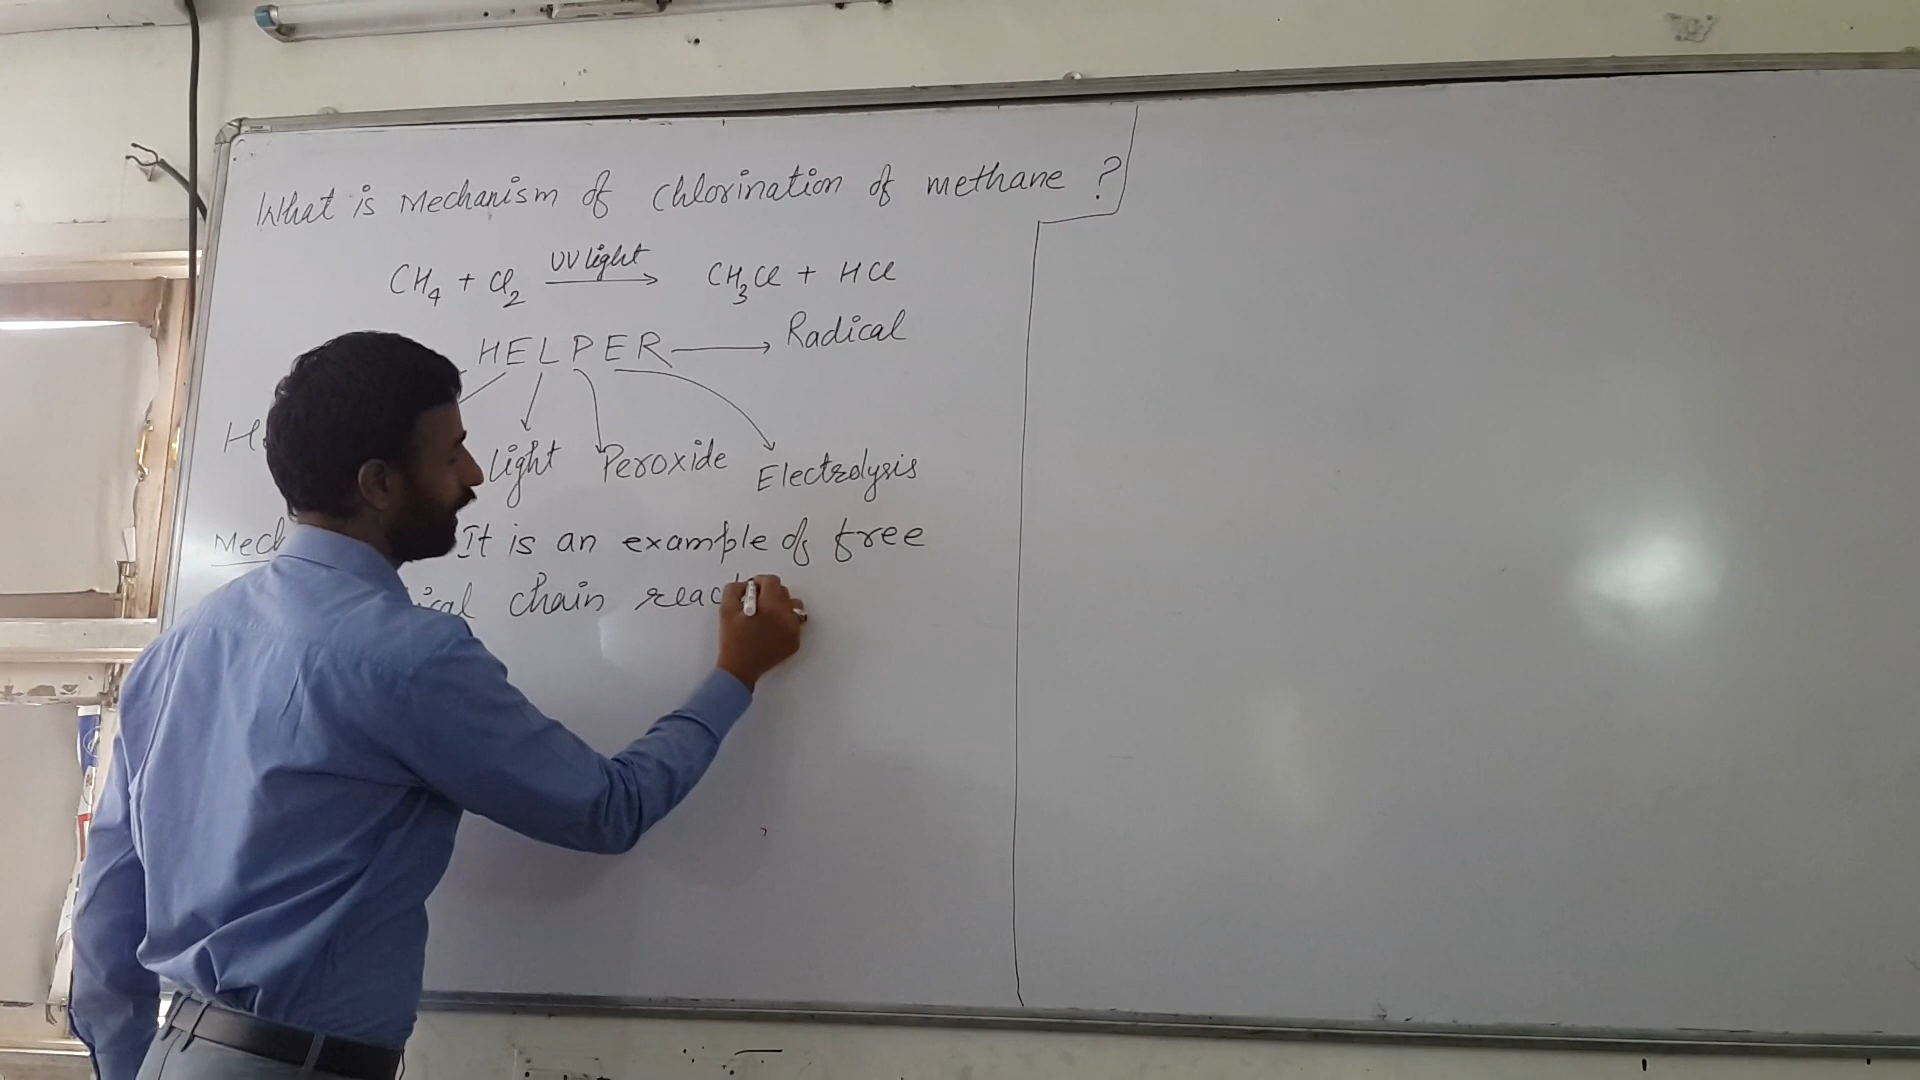 What is Mechanism of Chlorination of methane ?
CH4 + Cl2 UV light → CH3Cl + HCl
HELPER → Radical
light Peroxide Electrolysis
It is an example of free
chain